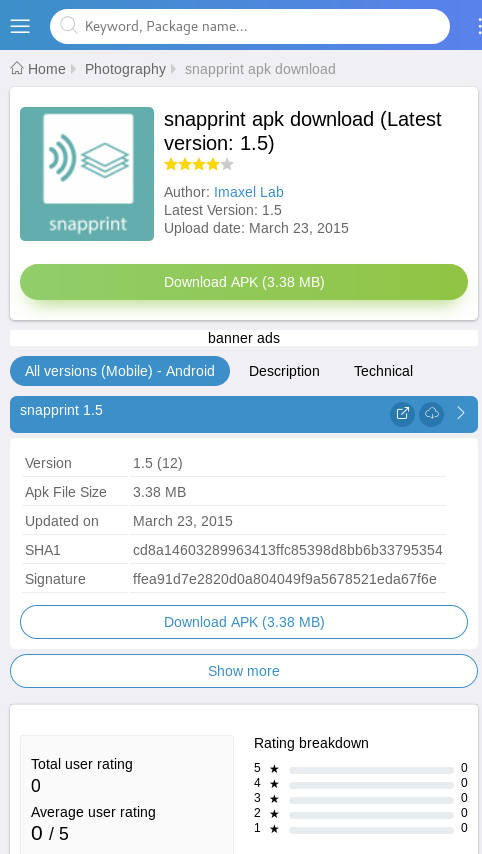 Keyword, Package name...
Home Photography snapprint apk download
snapprint
snapprint apk download (Latest
version: 1.5)
Author: Imaxel Lab
Latest Version: 1.5
Upload date: March 23, 2015
Download APK (3.38 MB)
banner ads
All versions (Mobile) - Android Description Technical
snapprint 1.5
Version 1.5 (12)
Apk File Size 3.38 MB
Updated on March 23, 2015
SHA1 cd8a14603289963413ffc85398d8bb6b33795354
Signature ffea91d7e2820d0a804049f9a5678521eda67f6e
Download APK (3.38 MB)
Show more
Total user rating
0
Average user rating
0 / 5
Rating breakdown
5 ★ 0
4 ★ 0
3 ★ 0
2 ★ 0
1 ★ 0